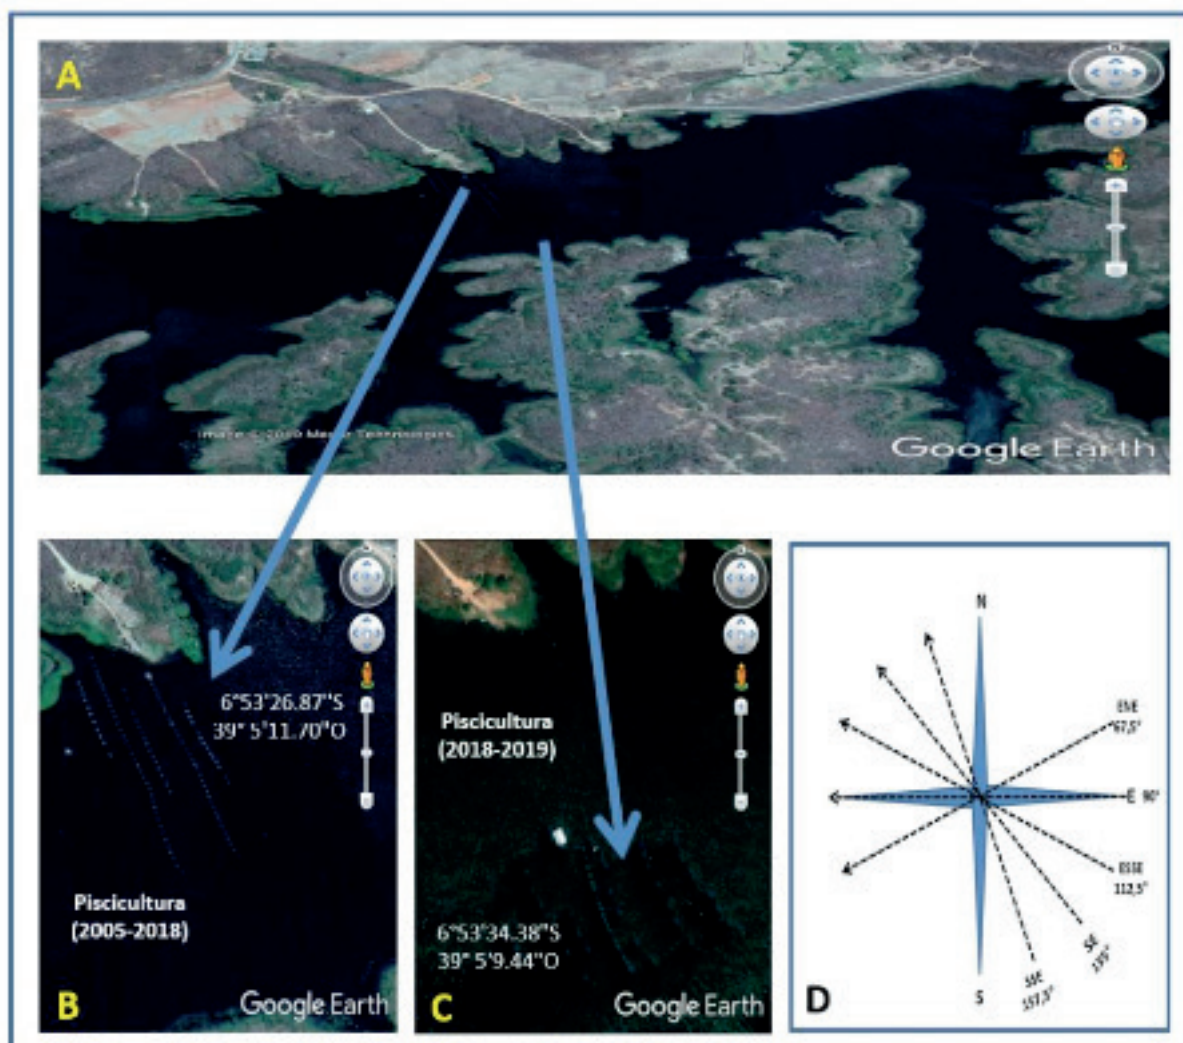 A
Google Earth
6°53'26.87"S
39° 5'11.70"O
Piscicultura
(2005-2018)
B
Google Earth
Piscicultura
(2018-2019)
6°53'34.38"S
39° 5'9.44"O
C
Google Earth
N
ENE
67,5°
E 90°
ESSE
112,5°
SE
135°
SSE
157,5°
S
D